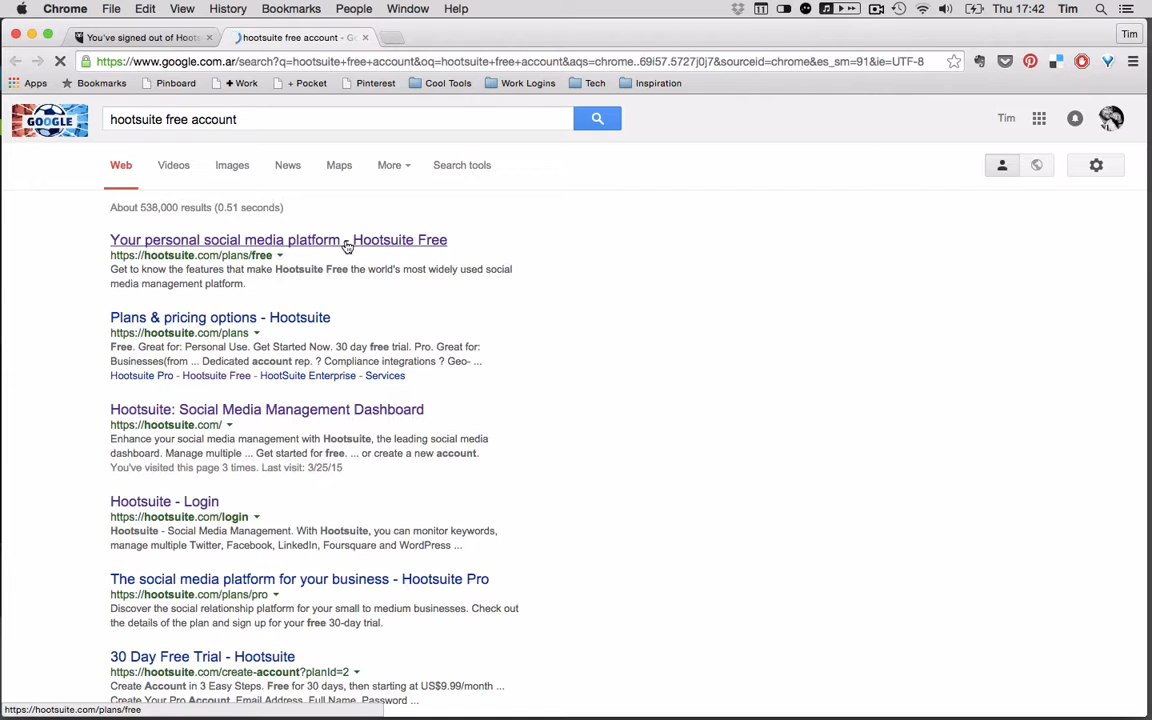 Chrome File Edit View History Bookmarks People Window Help 11 Thu 17:42 Tim
You've signed out of Hoots × hootsuite free account - Go × Tim
https://www.google.com.ar/search?q=hootsuite+free+account&oq=hootsuite+free+account&aqs=chrome..69i57.5727j0j7&sourceid=chrome&es_sm=91&ie=UTF-8
Apps Bookmarks Pinboard + Work + Pocket Pinterest Cool Tools Work Logins Tech Inspiration
GOOGLE hootsuite free account Tim
Web Videos Images News Maps More Search tools
About 538,000 results (0.51 seconds)
Your personal social media platform - Hootsuite Free
https://hootsuite.com/plans/free
Get to know the features that make Hootsuite Free the world's most widely used social
media management platform.
Plans & pricing options - Hootsuite
https://hootsuite.com/plans
Free. Great for: Personal Use. Get Started Now. 30 day free trial. Pro. Great for:
Businesses(from ... Dedicated account rep. ? Compliance integrations ? Geo- ...
Hootsuite Pro - Hootsuite Free - HootSuite Enterprise - Services
Hootsuite: Social Media Management Dashboard
https://hootsuite.com/
Enhance your social media management with Hootsuite, the leading social media
dashboard. Manage multiple ... Get started for free. ... or create a new account.
You've visited this page 3 times. Last visit: 3/25/15
Hootsuite - Login
https://hootsuite.com/login
Hootsuite - Social Media Management. With Hootsuite, you can monitor keywords,
manage multiple Twitter, Facebook, LinkedIn, Foursquare and WordPress ...
The social media platform for your business - Hootsuite Pro
https://hootsuite.com/plans/pro
Discover the social relationship platform for your small to medium businesses. Check out
the details of the plan and sign up for your free 30-day trial.
30 Day Free Trial - Hootsuite
https://hootsuite.com/create-account?planId=2
Create Account in 3 Easy Steps. Free for 30 days, then starting at US$9.99/month ...
Create Your Pro Account. Email Address. Full Name. Password ...
https://hootsuite.com/plans/free